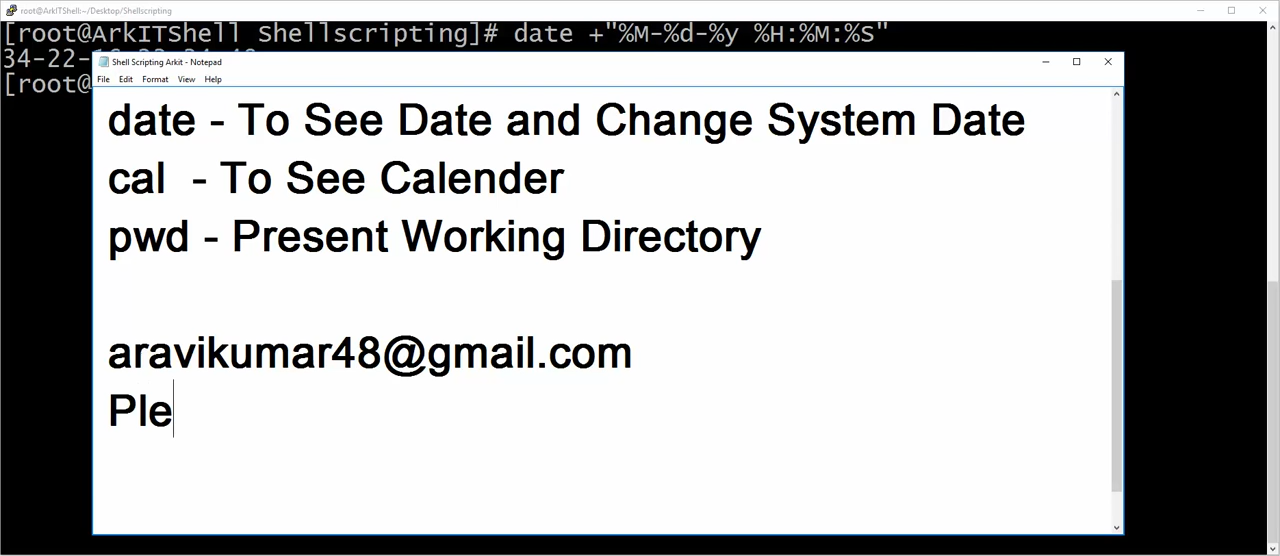 root@ArkITShell:~/Desktop/Shellscripting
[root@ArkITShell Shellscripting]# date +"%M-%d-%y %H:%M:%S"
34-22-
[root@
Shell Scripting Arkit - Notepad
File Edit Format View Help
date - To See Date and Change System Date
cal - To See Calender
pwd - Present Working Directory
aravikumar48@gmail.com
Ple